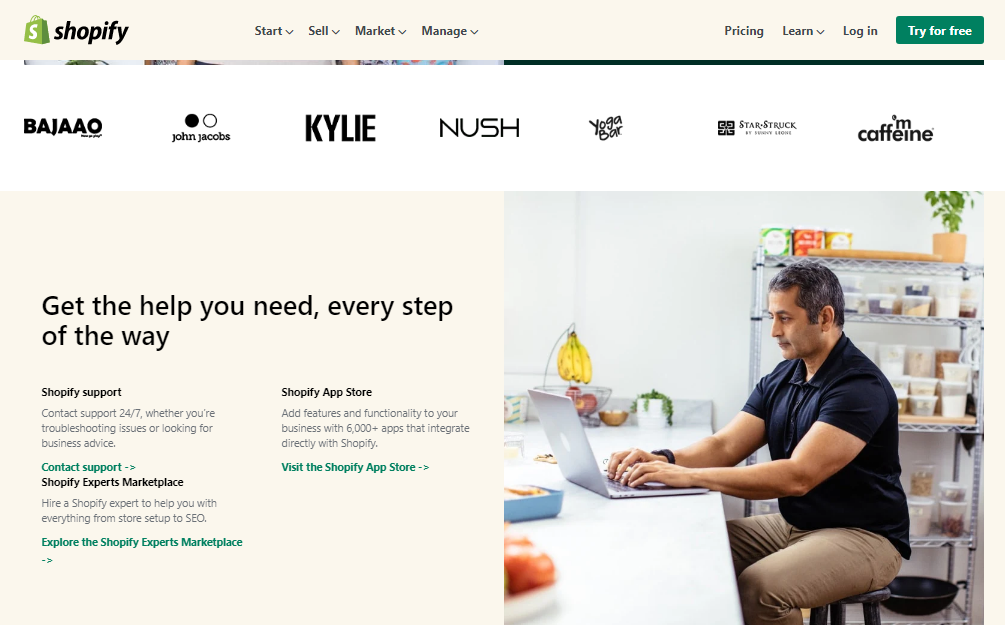 shopify
Start
Sell
Market
Manage
Pricing
Learn
Log in
Try for free
BAJAAO
john jacobs
KYLIE
NUSH
Yoga Bar
STAR★STRUCK
BY SUNNY LEONE
I'm caffeine
Get the help you need, every step
of the way
Shopify support
Contact support 24/7, whether you're
troubleshooting issues or looking for
business advice.
Contact support ->
Shopify App Store
Add features and functionality to your
business with 6,000+ apps that integrate
directly with Shopify.
Visit the Shopify App Store ->
Shopify Experts Marketplace
Hire a Shopify expert to help you with
everything from store setup to SEO.
Explore the Shopify Experts Marketplace
->